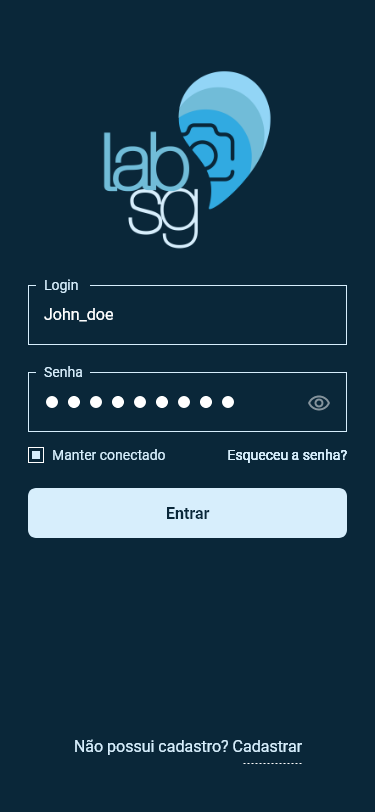 lab
sg
Login
John_doe
Senha
Manter conectado
Esqueceu a senha?
Entrar
Não possui cadastro? Cadastrar